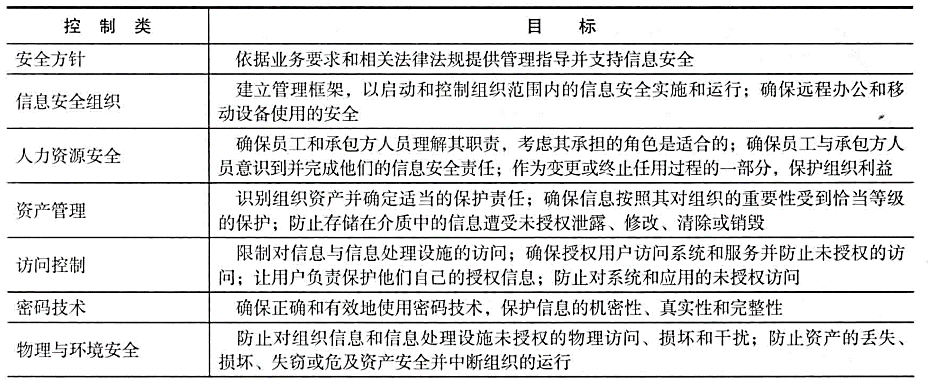 控 制 类 目 标
安全方针 依据业务要求和相关法律法规提供管理指导并支持信息安全
信息安全组织 建立管理框架，以启动和控制组织范围内的信息安全实施和运行；确保远程办公和移
动设备使用的安全
人力资源安全 确保员工和承包方人员理解其职责，考虑其承担的角色是适合的；确保员工与承包方人
员意识到并完成他们的信息安全责任；作为变更或终止任用过程的一部分，保护组织利益
资产管理 识别组织资产并确定适当的保护责任；确保信息按照其对组织的重要性受到恰当等级
的保护；防止存储在介质中的信息遭受未授权泄露、修改、清除或销毁
访问控制 限制对信息与信息处理设施的访问；确保授权用户访问系统和服务并防止未授权的访
问；让用户负责保护他们自己的授权信息；防止对系统和应用的未授权访问
密码技术 确保正确和有效地使用密码技术，保护信息的机密性、真实性和完整性
物理与环境安全 防止对组织信息和信息处理设施未授权的物理访问、损坏和干扰；防止资产的丢失、
损坏、失窃或危及资产安全并中断组织的运行